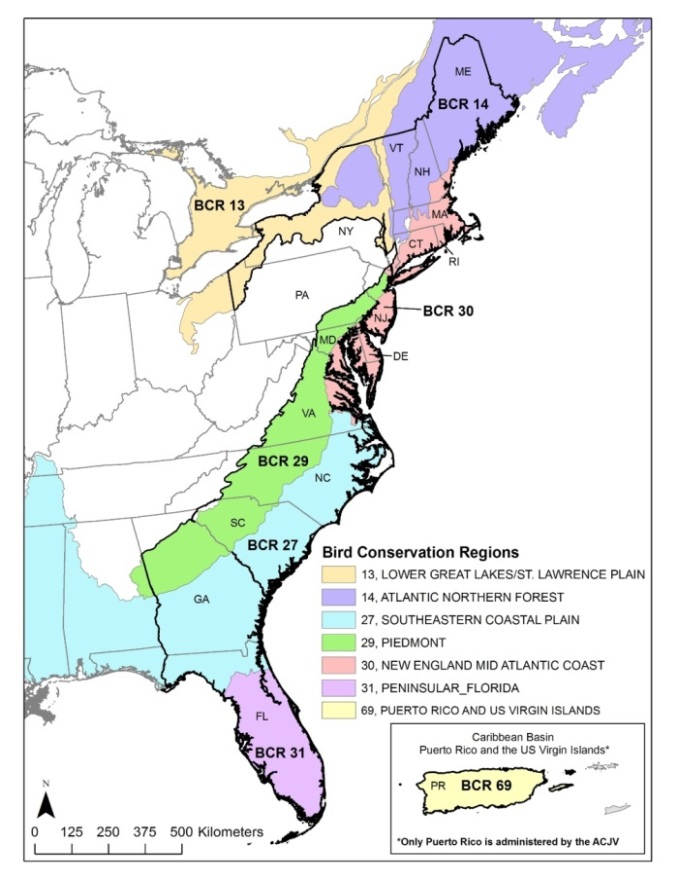 ME
BCR 14
VT
NH
BCR 13
MA
NY
CT
RI
PA
BCR 30
NJ
MD
DE
VA
BCR 29
NC
SC
BCR 27
GA
Bird Conservation Regions
13, LOWER GREAT LAKES/ST. LAWRENCE PLAIN
14, ATLANTIC NORTHERN FOREST
27, SOUTHEASTERN COASTAL PLAIN
29, PIEDMONT
30, NEW ENGLAND MID ATLANTIC COAST
31, PENINSULAR_FLORIDA
69, PUERTO RICO AND US VIRGIN ISLANDS
FL
BCR 31
Caribbean Basin
Puerto Rico and the US Virgin Islands*
PR BCR 69
*Only Puerto Rico is administered by the ACJV
N
0 125 250 375 500 Kilometers